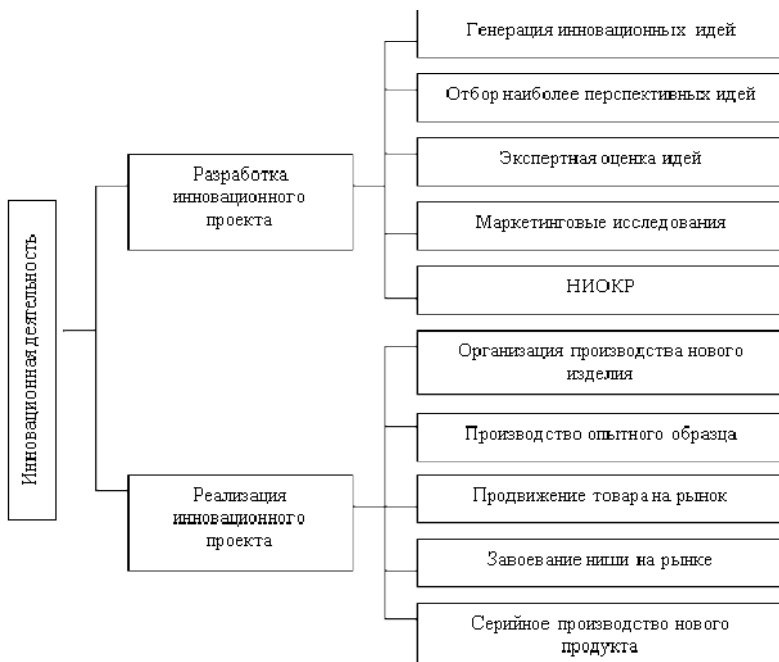 Инновационная деятельность
Разработка
инновационного
проекта
Генерация инновационных идей
Отбор наиболее перспективных идей
Экспертная оценка идей
Маркетинговые исследования
НИОКР
Реализация
инновационного
проекта
Организация производства нового
изделия
Производство опытного образца
Продвижение товара на рынок
Завоевание ниши на рынке
Серийное производство нового
продукта